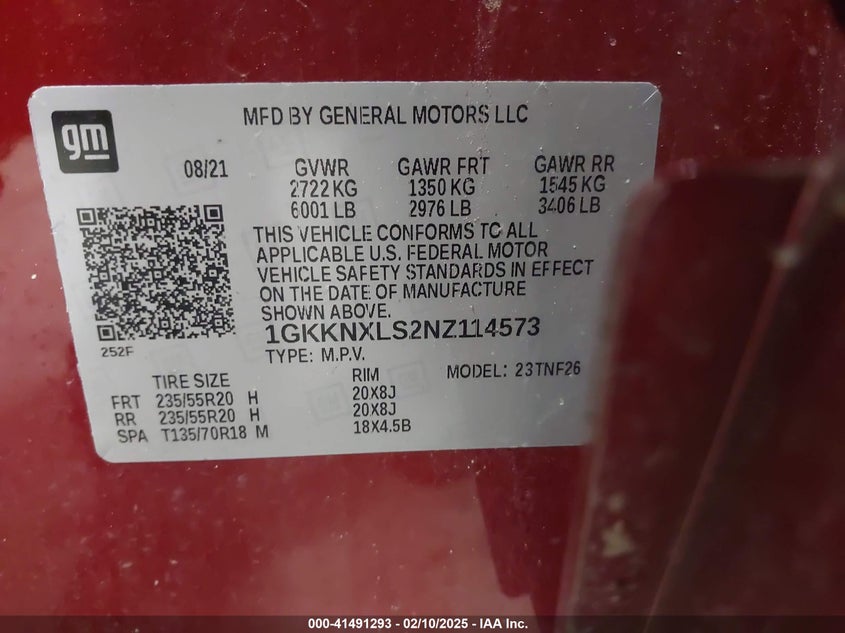 gm
MFD BY GENERAL MOTORS LLC
08/21 GVWR GAWR FRT GAWR RR
2722 KG 1350 KG 1545 KG
6001 LB 2976 LB 3406 LB
THIS VEHICLE CONFORMS TO ALL
APPLICABLE U.S. FEDERAL MOTOR
VEHICLE SAFETY STANDARDS IN EFFECT
ON THE DATE OF MANUFACTURE
SHOWN ABOVE.
1GKKNXLS2NZ114573
252F
TYPE: M.P.V. MODEL: 23TNF26
TIRE SIZE RIM
FRT 235/55R20 H 20X8J
RR 235/55R20 H 20X8J
SPA T135/70R18 M 18X4.5B
000-41491293 - 02/10/2025 - IAA Inc.